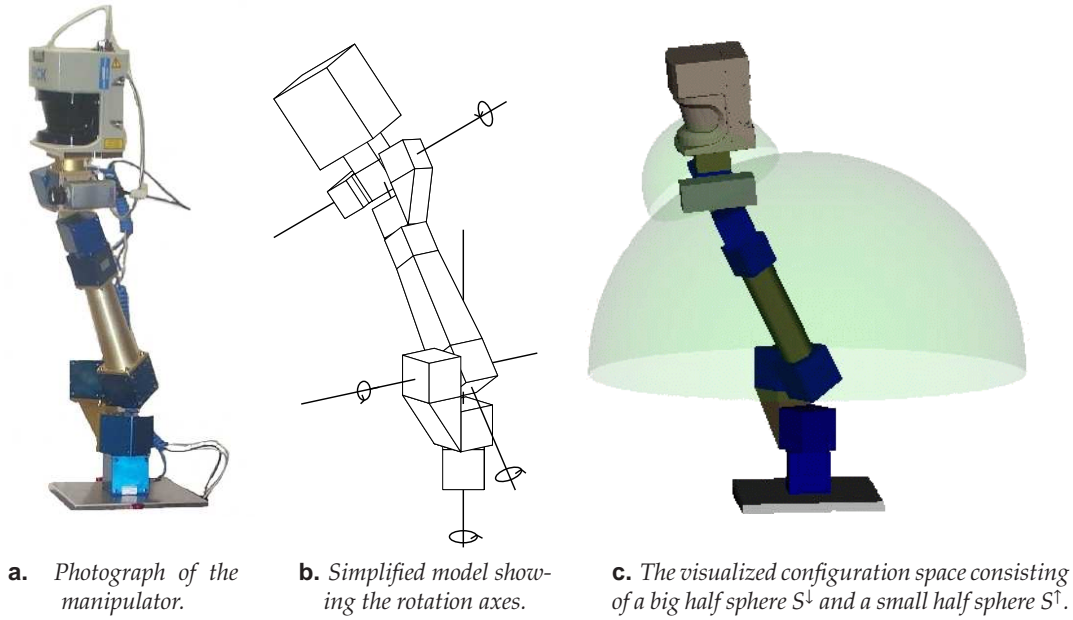 ICK
a. Photograph of the
manipulator.
b. Simplified model show-
ing the rotation axes.
c. The visualized configuration space consisting
of a big half sphere S↓ and a small half sphere S↑.